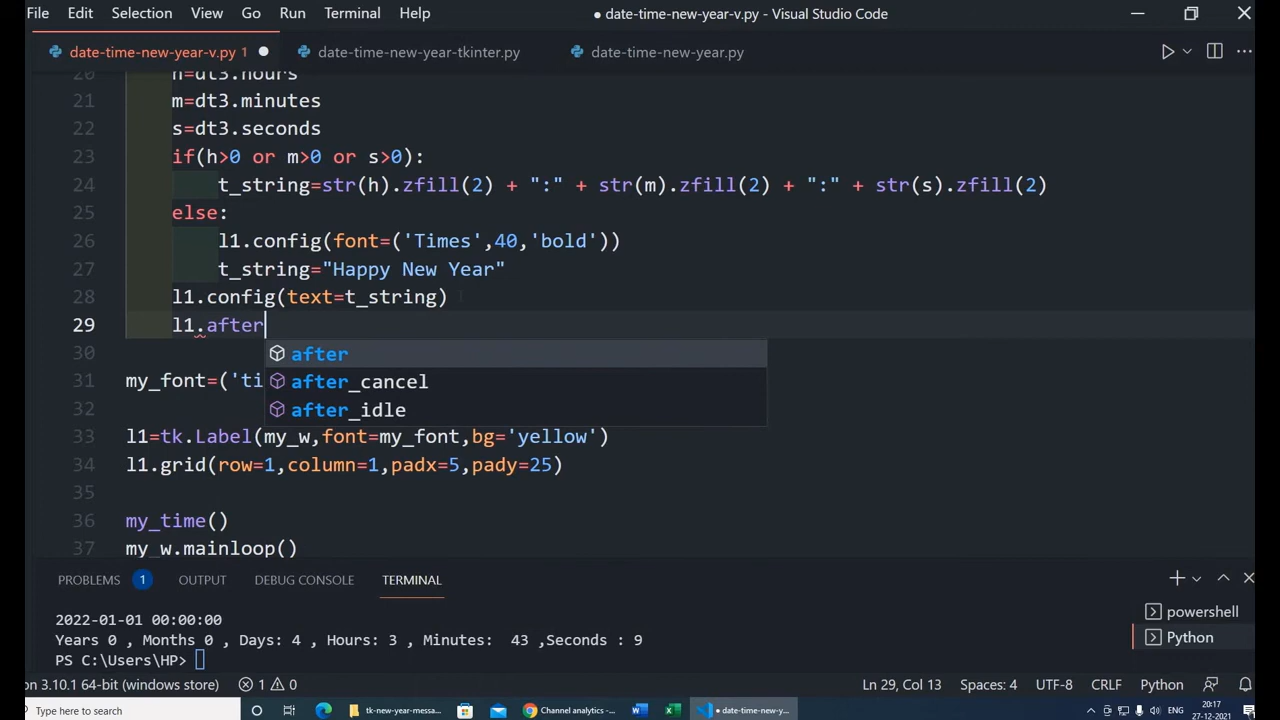 File Edit Selection View Go Run Terminal Help ● date-time-new-year-v.py - Visual Studio Code
date-time-new-year-v.py 1 ● date-time-new-year-tkinter.py date-time-new-year.py
20 h=dt3.hours
21 m=dt3.minutes
22 s=dt3.seconds
23 if(h>0 or m>0 or s>0):
24 t_string=str(h).zfill(2) + ":" + str(m).zfill(2) + ":" + str(s).zfill(2)
25 else:
26 l1.config(font=('Times',40,'bold'))
27 t_string="Happy New Year"
28 l1.config(text=t_string)
29 l1.after
30 after
31 my_font=('ti after_cancel
32 after_idle
33 l1=tk.Label(my_w,font=my_font,bg='yellow')
34 l1.grid(row=1,column=1,padx=5,pady=25)
35
36 my_time()
37 my_w.mainloop()
PROBLEMS 1 OUTPUT DEBUG CONSOLE TERMINAL
2022-01-01 00:00:00
Years 0 , Months 0 , Days: 4 , Hours: 3 , Minutes:  43 ,Seconds : 9
PS C:\Users\HP>
powershell
Python
on 3.10.1 64-bit (windows store) 1 0 Ln 29, Col 13 Spaces: 4 UTF-8 CRLF Python
Type here to search tk-new-year-messa... Channel analytics -... ● date-time-new-y... ENG 20:17
27-12-2021